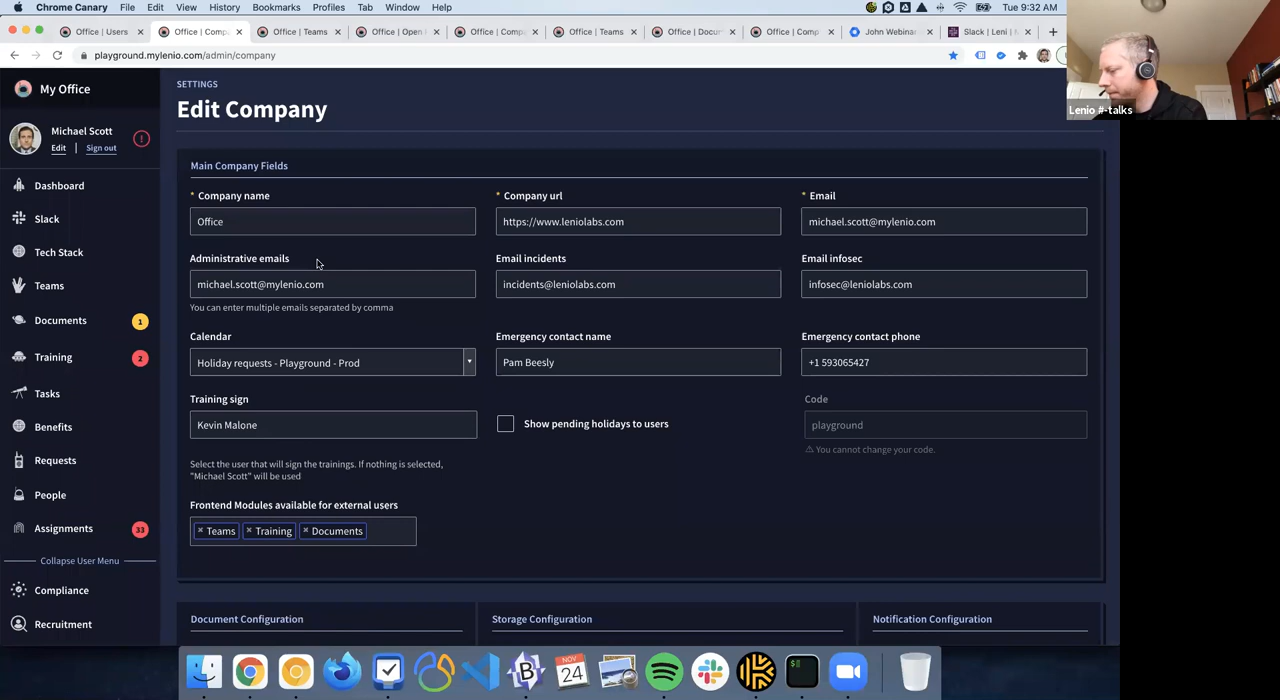 Chrome Canary File Edit View History Bookmarks Profiles Tab Window Help Tue 9:32 AM
Office | Users × Office | Comp × Office | Teams × Office | Open × Office | Comp × Office | Teams × Office | Docu × Office | Comp × John Webinar × Slack | Leni | M × +
playground.mylenio.com/admin/company
Lenio #-talks
My Office
Michael Scott
Edit | Sign out
Dashboard
Slack
Tech Stack
Teams
Documents 1
Training 2
Tasks
Benefits
Requests
People
Assignments 33
Collapse User Menu
Compliance
Recruitment
SETTINGS
Edit Company
Main Company Fields
* Company name
Office
* Company url
https://www.leniolabs.com
* Email
michael.scott@mylenio.com
Administrative emails
michael.scott@mylenio.com
You can enter multiple emails separated by comma
Email incidents
incidents@leniolabs.com
Email infosec
infosec@leniolabs.com
Calendar
Holiday requests - Playground - Prod
Emergency contact name
Pam Beesly
Emergency contact phone
+1 593065427
Training sign
Kevin Malone
Select the user that will sign the trainings. If nothing is selected,
"Michael Scott" will be used
Show pending holidays to users
Code
playground
⚠ You cannot change your code.
Frontend Modules available for external users
× Teams × Training × Documents
Document Configuration
Storage Configuration
Notification Configuration
NOV
24